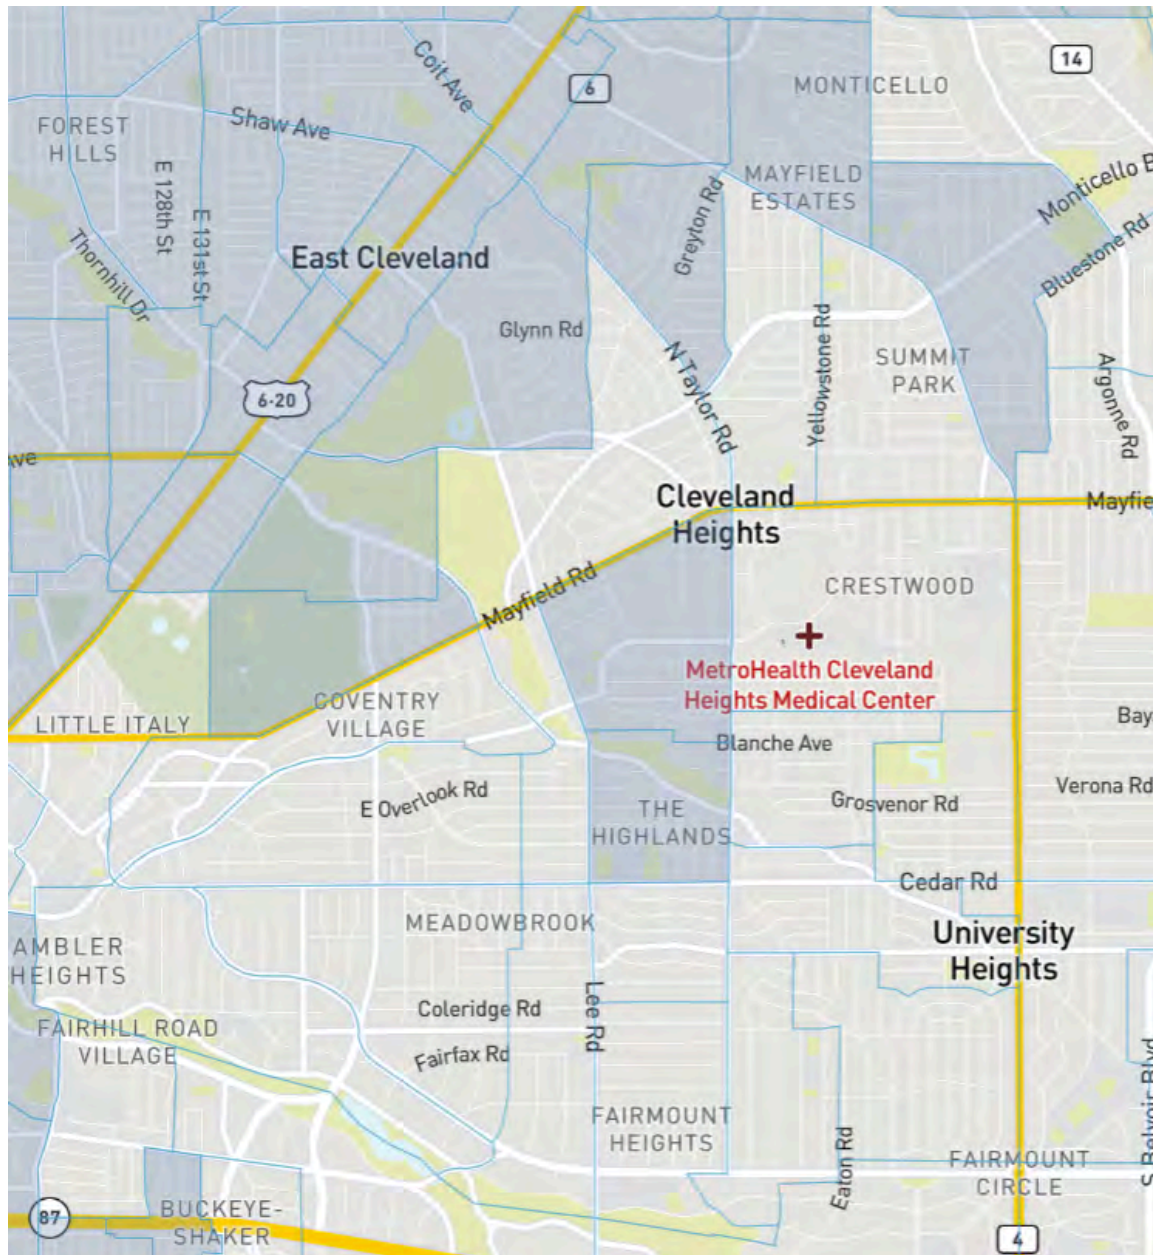 14
MONTICELLO
6
Coit Ave
Shaw Ave
FOREST
HILLS
E 128th St
E 131st St
Thornhill Dr
MAYFIELD
ESTATES
Monticello B
Bluestone Rd
Greyton Rd
East Cleveland
Glynn Rd
Yellowstone Rd
SUMMIT
PARK
Argonne Rd
N Taylor Rd
6-20
Ave
Cleveland
Heights
Mayfie
Mayfield Rd
CRESTWOOD
MetroHealth Cleveland
Heights Medical Center
COVENTRY
VILLAGE
LITTLE ITALY
Bay
Blanche Ave
Verona Rd
E Overlook Rd
Grosvenor Rd
THE
HIGHLANDS
Cedar Rd
MEADOWBROOK
University
Heights
AMBLER
HEIGHTS
Coleridge Rd
Lee Rd
FAIRHILL ROAD
VILLAGE
Fairfax Rd
S Belvoir Blvd
FAIRMOUNT
HEIGHTS
Eaton Rd
FAIRMOUNT
CIRCLE
87
BUCKEYE-
SHAKER
4